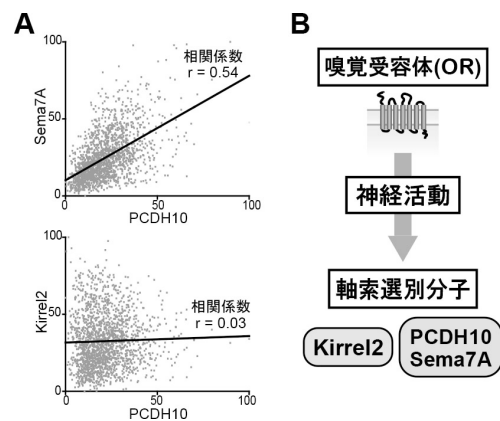 A
100
相関係数
r = 0.54
Sema7A
50
0
0
50
100
PCDH10
100
相関係数
r = 0.03
Kirrel2
50
0
0
50
100
PCDH10
B
嗅覚受容体(OR)
神経活動
軸索選別分子
Kirrel2
PCDH10
Sema7A